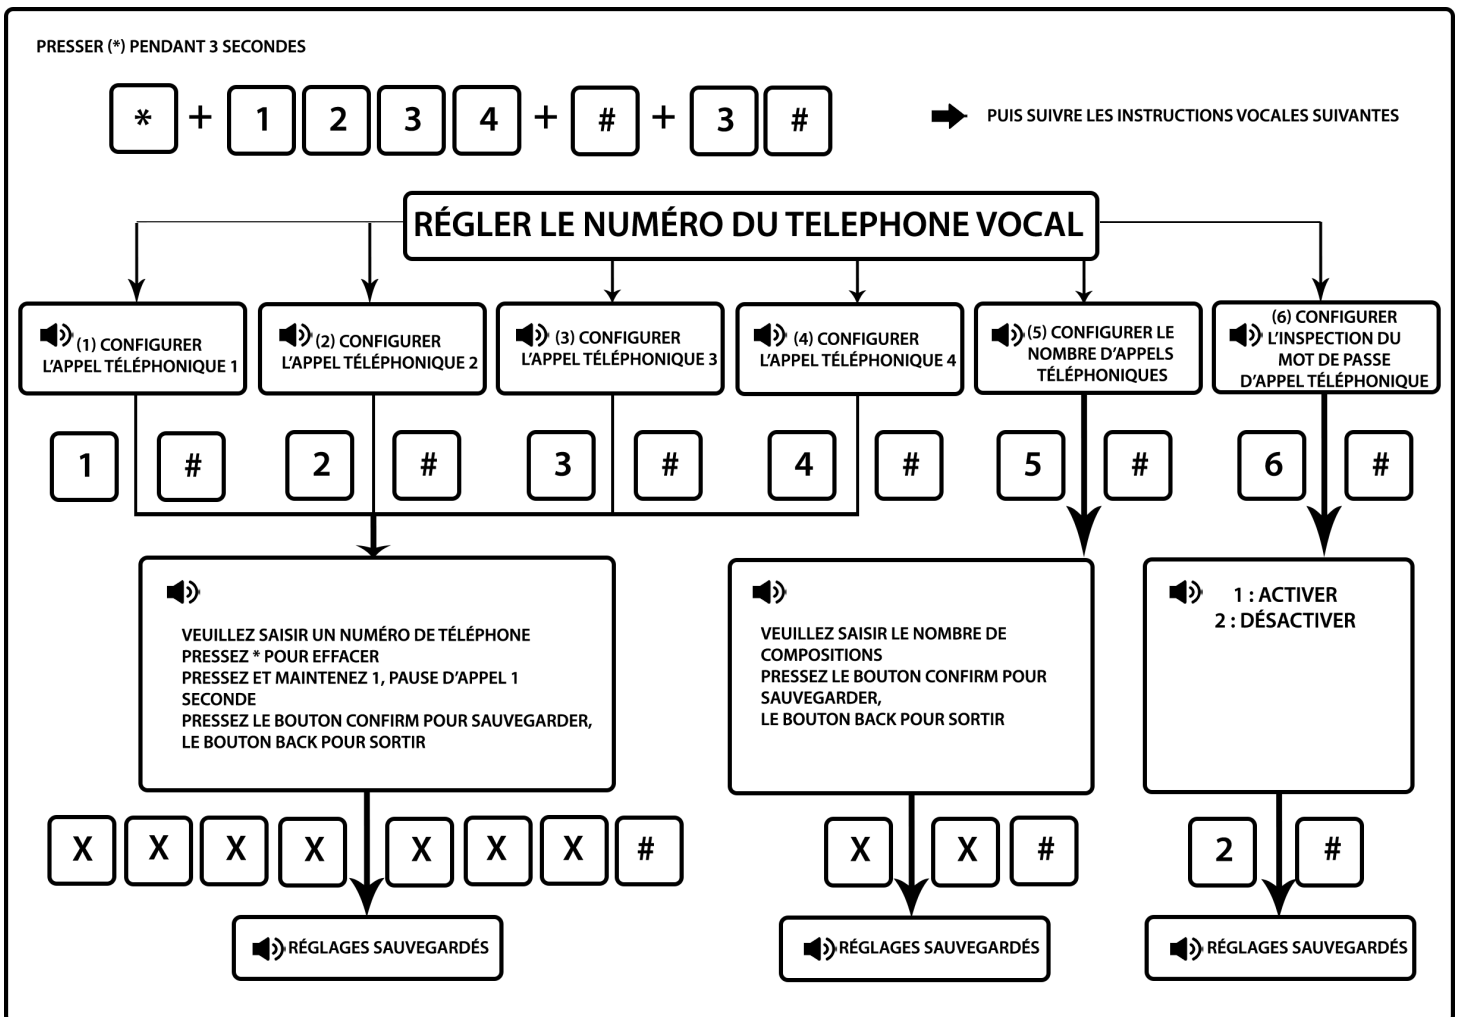 PRESSER (*) PENDANT 3 SECONDES
* + 1 2 3 4 + # + 3 #
PUIS SUIVRE LES INSTRUCTIONS VOCALES SUIVANTES
RÉGLER LE NUMÉRO DU TELEPHONE VOCAL
(1) CONFIGURER
L'APPEL TÉLÉPHONIQUE 1
(2) CONFIGURER
L'APPEL TÉLÉPHONIQUE 2
(3) CONFIGURER
L'APPEL TÉLÉPHONIQUE 3
(4) CONFIGURER
L'APPEL TÉLÉPHONIQUE 4
(5) CONFIGURER LE
NOMBRE D'APPELS
TÉLÉPHONIQUES
(6) CONFIGURER
L'INSPECTION DU
MOT DE PASSE
D'APPEL TÉLÉPHONIQUE
1 #
2 #
3 #
4 #
5 #
6 #
VEUILLEZ SAISIR UN NUMÉRO DE TÉLÉPHONE
PRESSEZ * POUR EFFACER
PRESSEZ ET MAINTENEZ 1, PAUSE D'APPEL 1
SECONDE
PRESSEZ LE BOUTON CONFIRM POUR SAUVEGARDER,
LE BOUTON BACK POUR SORTIR
VEUILLEZ SAISIR LE NOMBRE DE
COMPOSITIONS
PRESSEZ LE BOUTON CONFIRM POUR
SAUVEGARDER,
LE BOUTON BACK POUR SORTIR
1 : ACTIVER
2 : DÉSACTIVER
X X X X X X X #
X X #
2 #
RÉGLAGES SAUVEGARDÉS
RÉGLAGES SAUVEGARDÉS
RÉGLAGES SAUVEGARDÉS